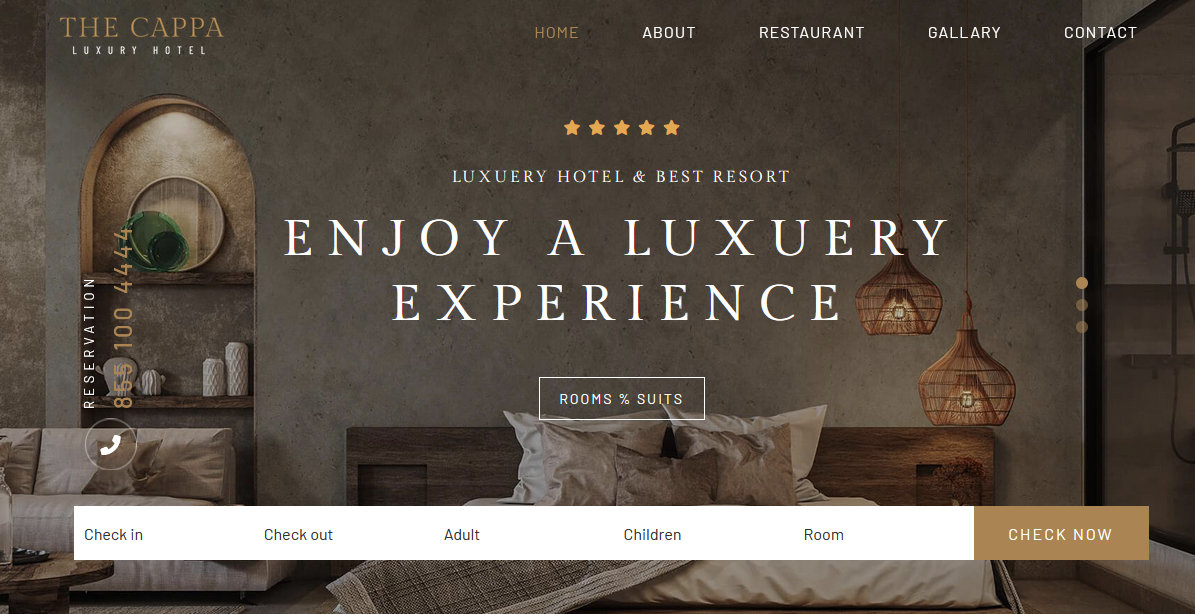 THE CAPPA
LUXURY HOTEL
HOME
ABOUT
RESTAURANT
GALLARY
CONTACT
LUXUERY HOTEL & BEST RESORT
ENJOY A LUXUERY
EXPERIENCE
RESERVATION
855 100 4444
ROOMS % SUITS
Check in
Check out
Adult
Children
Room
CHECK NOW